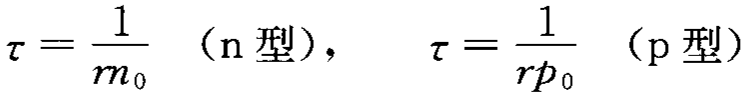 τ = 1/(rn₀) (n 型), τ = 1/(rp₀) (p 型)